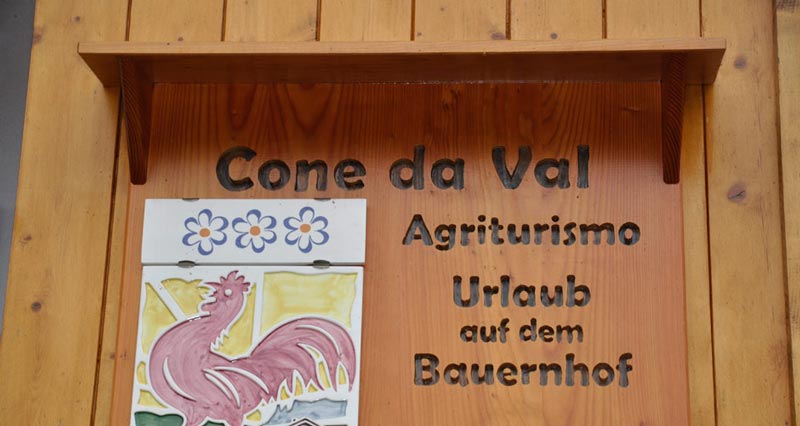 Cone da Val
Agriturismo
Urlaub
auf dem
Bauernhof